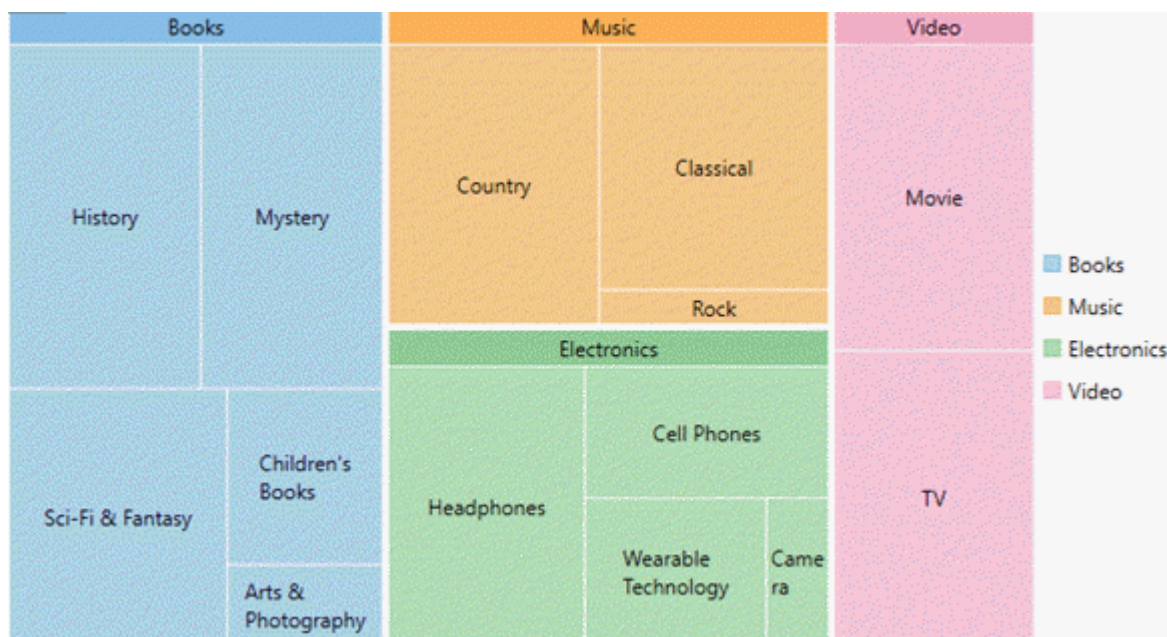 Books
History
Mystery
Sci-Fi & Fantasy
Children's
Books
Arts &
Photography
Music
Country
Classical
Rock
Electronics
Headphones
Cell Phones
Wearable
Technology
Came
ra
Video
Movie
TV
Books
Music
Electronics
Video